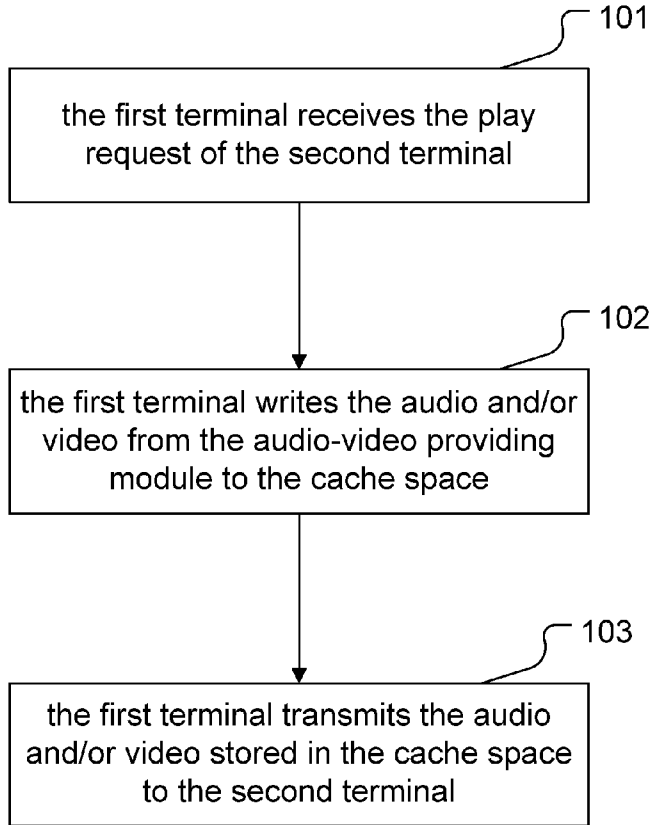 101
the first terminal receives the play
request of the second terminal
102
the first terminal writes the audio and/or
video from the audio-video providing
module to the cache space
103
the first terminal transmits the audio
and/or video stored in the cache space
to the second terminal